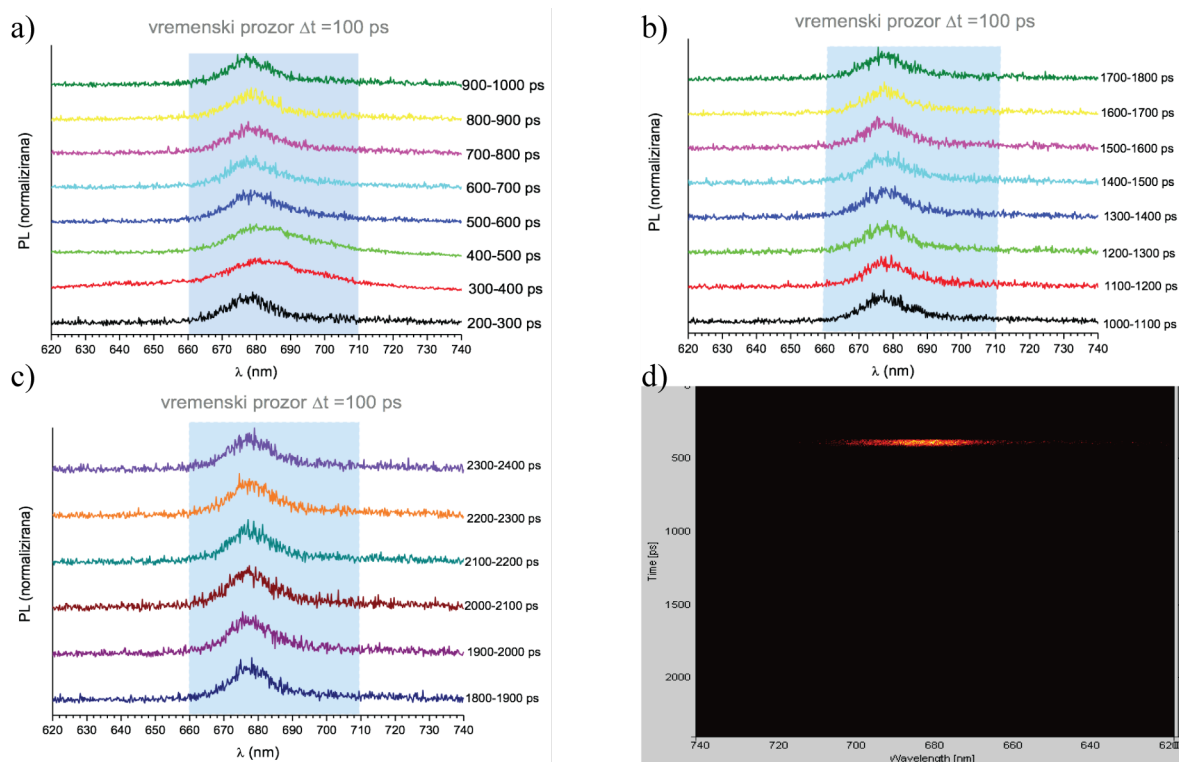 a)
vremenski prozor Δt =100 ps
PL (normalizirana)
900-1000 ps
800-900 ps
700-800 ps
600-700 ps
500-600 ps
400-500 ps
300-400 ps
200-300 ps
620 630 640 650 660 670 680 690 700 710 720 730 740
λ (nm)
b)
vremenski prozor Δt =100 ps
PL (normalizirana)
1700-1800 ps
1600-1700 ps
1500-1600 ps
1400-1500 ps
1300-1400 ps
1200-1300 ps
1100-1200 ps
1000-1100 ps
620 630 640 650 660 670 680 690 700 710 720 730 740
λ (nm)
c)
vremenski prozor Δt =100 ps
PL (normalizirana)
2300-2400 ps
2200-2300 ps
2100-2200 ps
2000-2100 ps
1900-2000 ps
1800-1900 ps
620 630 640 650 660 670 680 690 700 710 720 730 740
λ (nm)
d)
0
500
1000
1500
2000
Time [ps]
740 720 700 680 660 640 620
Wavelength [nm]